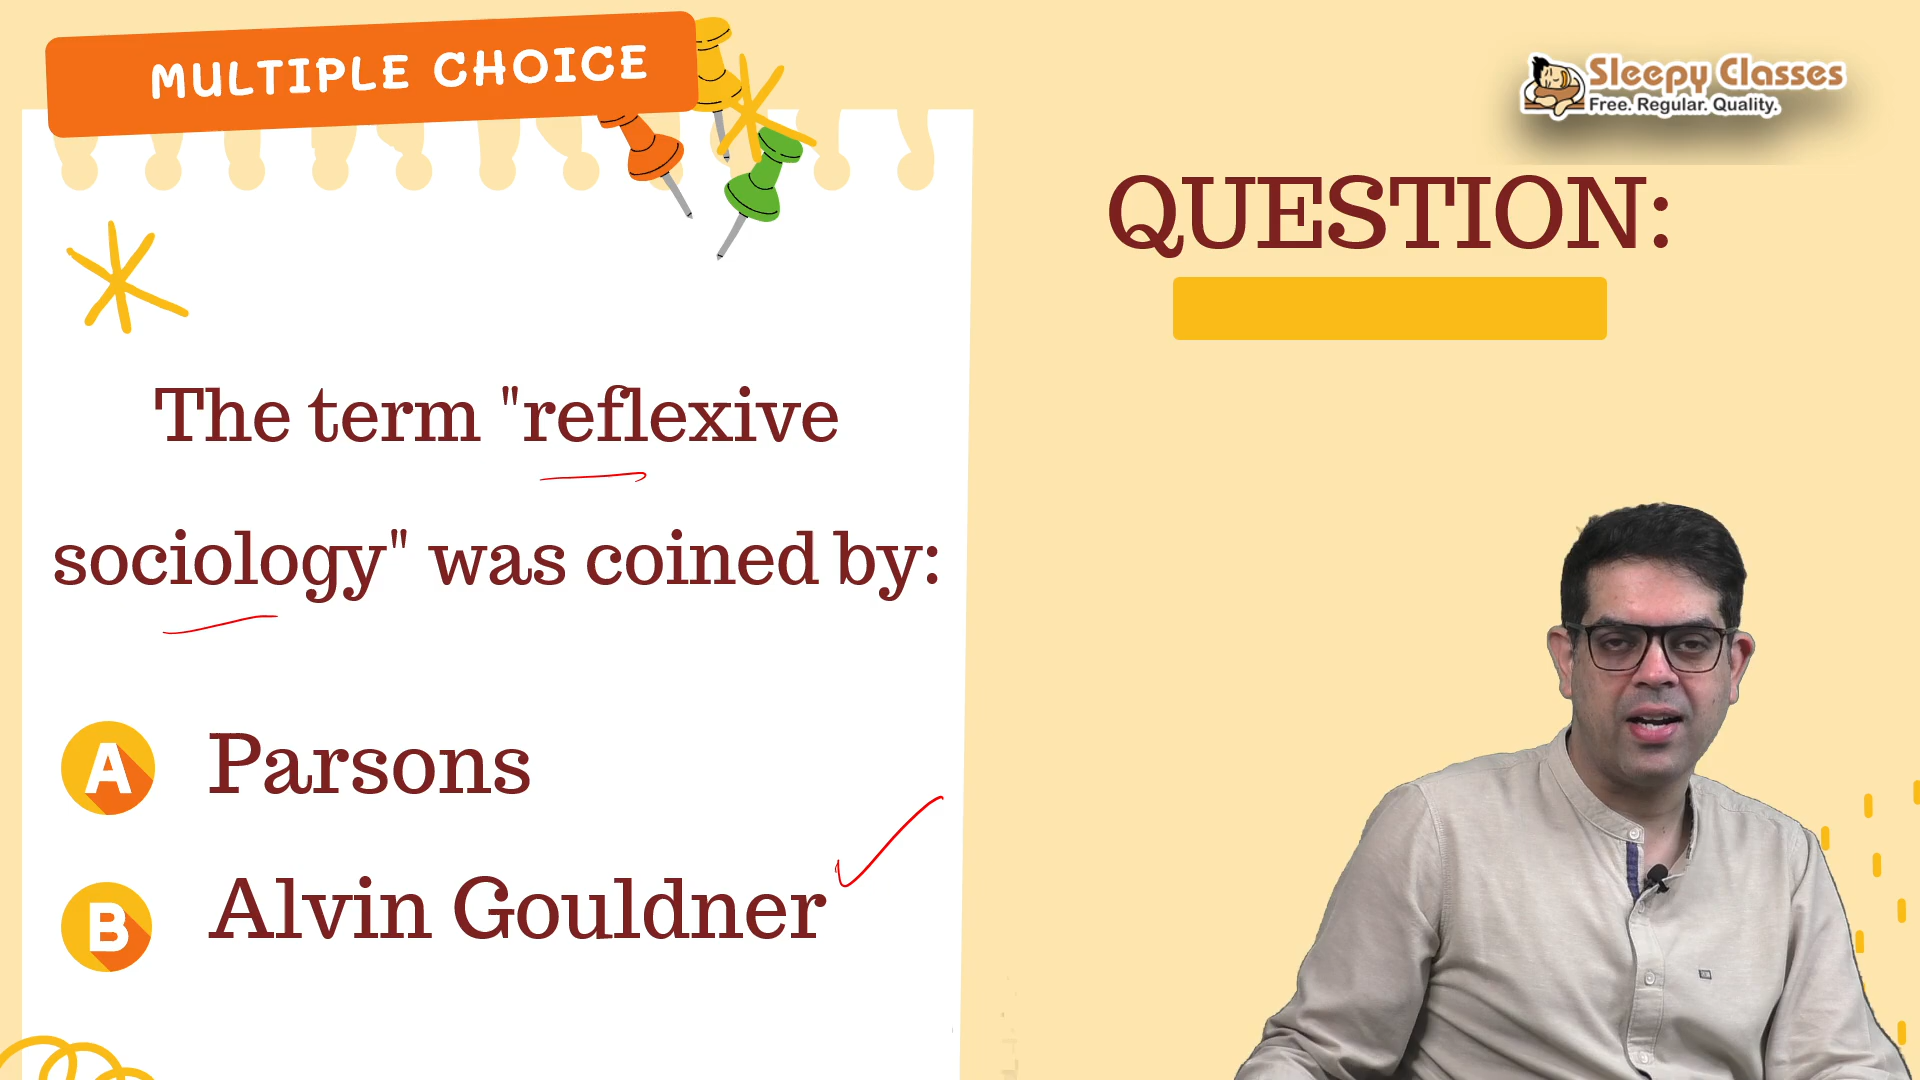 MULTIPLE CHOICE
Sleepy Classes
Free. Regular. Quality.
QUESTION:
The term "reflexive
sociology" was coined by:
A Parsons
B Alvin Gouldner